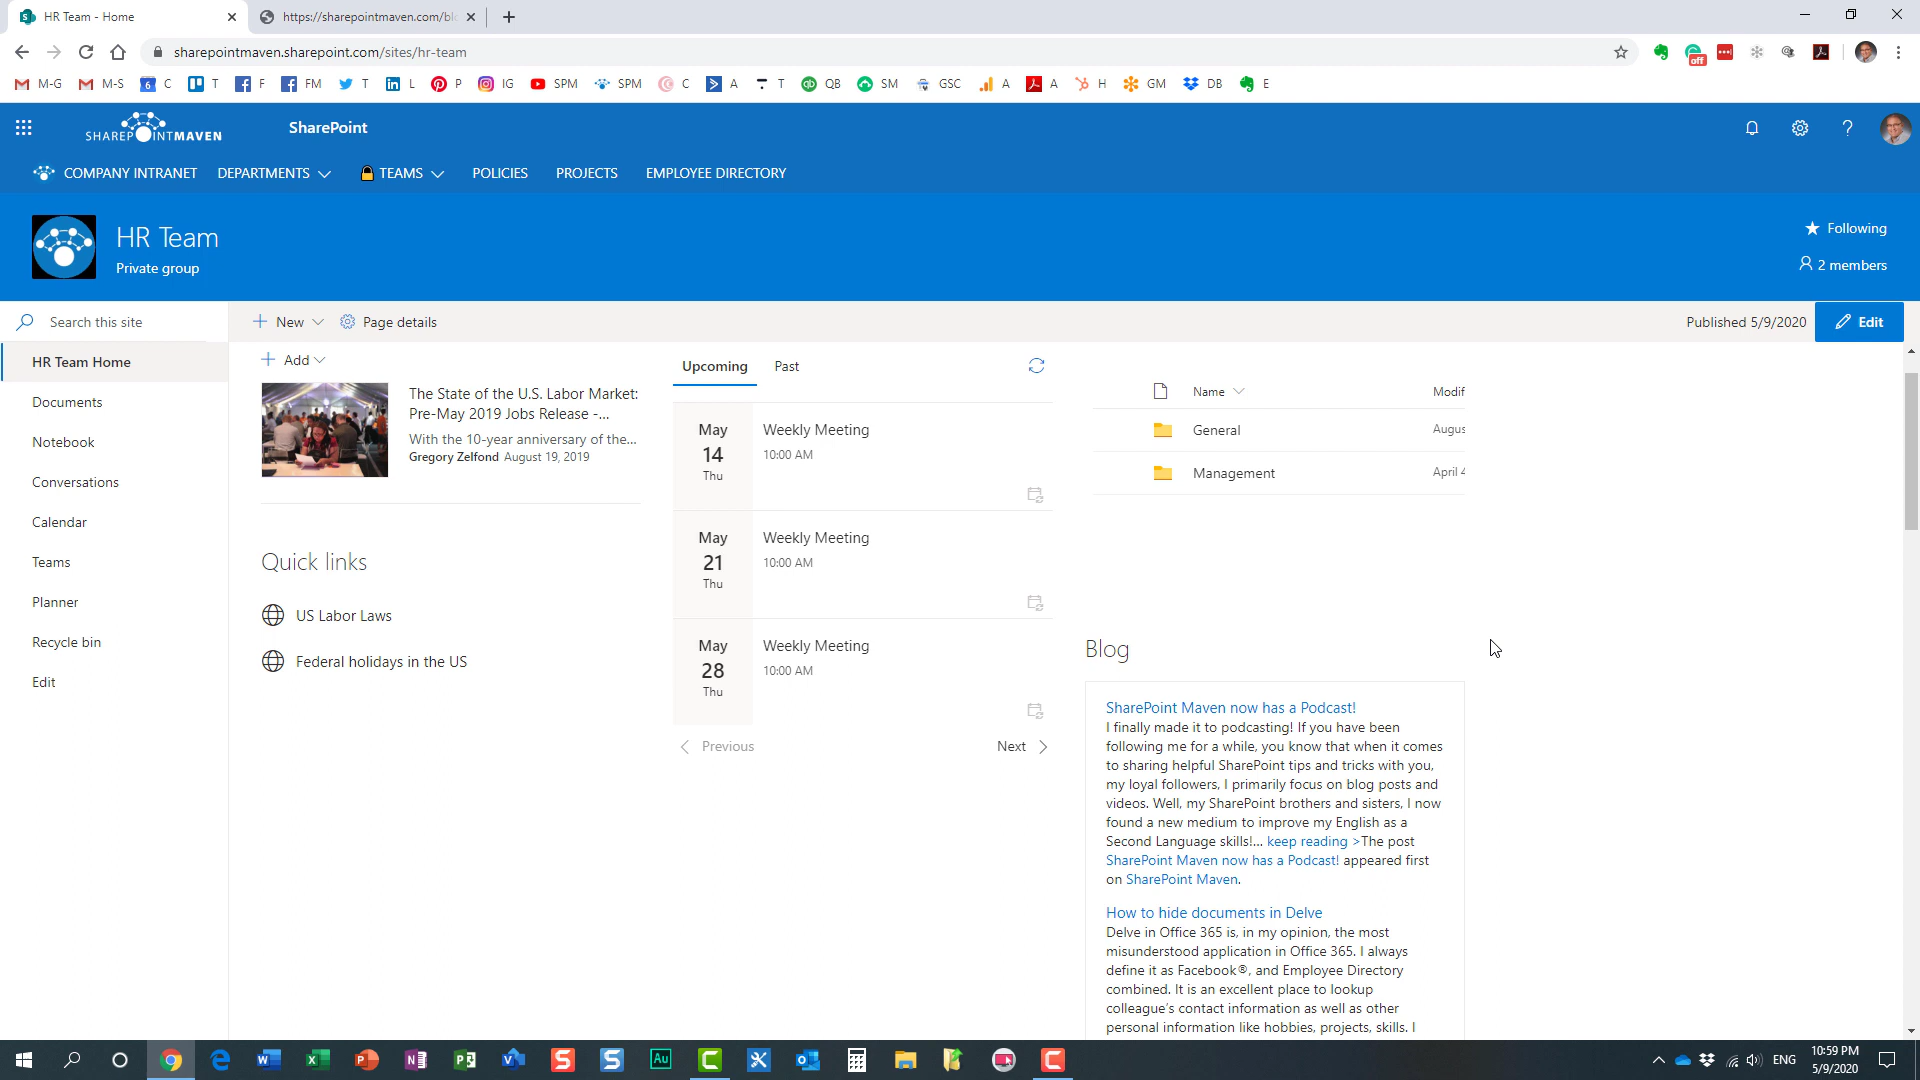 HR Team - Home
https://sharepointmaven.com/blo
sharepointmaven.sharepoint.com/sites/hr-team
off
M-G
M-S
6
C
T
F
FM
T
L
P
IG
SPM
SPM
C
A
T
QB
SM
GSC
A
A
H
GM
DB
E
SHAREPOINTMAVEN
SharePoint
COMPANY INTRANET
DEPARTMENTS
TEAMS
POLICIES
PROJECTS
EMPLOYEE DIRECTORY
HR Team
Private group
Following
2 members
Search this site
New
Page details
Published 5/9/2020
Edit
HR Team Home
Documents
Notebook
Conversations
Calendar
Teams
Planner
Recycle bin
Edit
Add
The State of the U.S. Labor Market:
Pre-May 2019 Jobs Release -...
With the 10-year anniversary of the...
Gregory Zelfond August 19, 2019
Quick links
US Labor Laws
Federal holidays in the US
Upcoming
Past
May
14
Thu
Weekly Meeting
10:00 AM
May
21
Thu
Weekly Meeting
10:00 AM
May
28
Thu
Weekly Meeting
10:00 AM
Previous
Next
Name
Modif
General
Augus
Management
April 4
Blog
SharePoint Maven now has a Podcast!
I finally made it to podcasting! If you have been
following me for a while, you know that when it comes
to sharing helpful SharePoint tips and tricks with you,
my loyal followers, I primarily focus on blog posts and
videos. Well, my SharePoint brothers and sisters, I now
found a new medium to improve my English as a
Second Language skills!... keep reading >The post
SharePoint Maven now has a Podcast! appeared first
on SharePoint Maven.
How to hide documents in Delve
Delve in Office 365 is, in my opinion, the most
misunderstood application in Office 365. I always
define it as Facebook®, and Employee Directory
combined. It is an excellent place to lookup
colleague's contact information as well as other
personal information like hobbies, projects, skills. I
Au
ENG
10:59 PM
5/9/2020